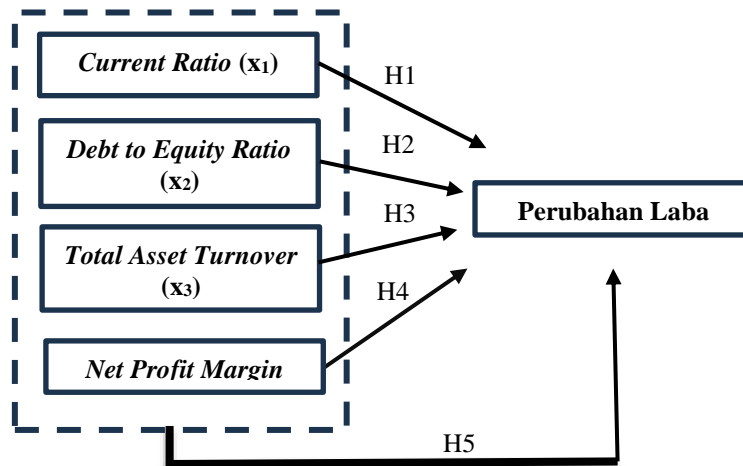 Current Ratio (x₁)
H1
Debt to Equity Ratio
(x₂)
H2
Perubahan Laba
H3
Total Asset Turnover
(x₃)
H4
Net Profit Margin
H5